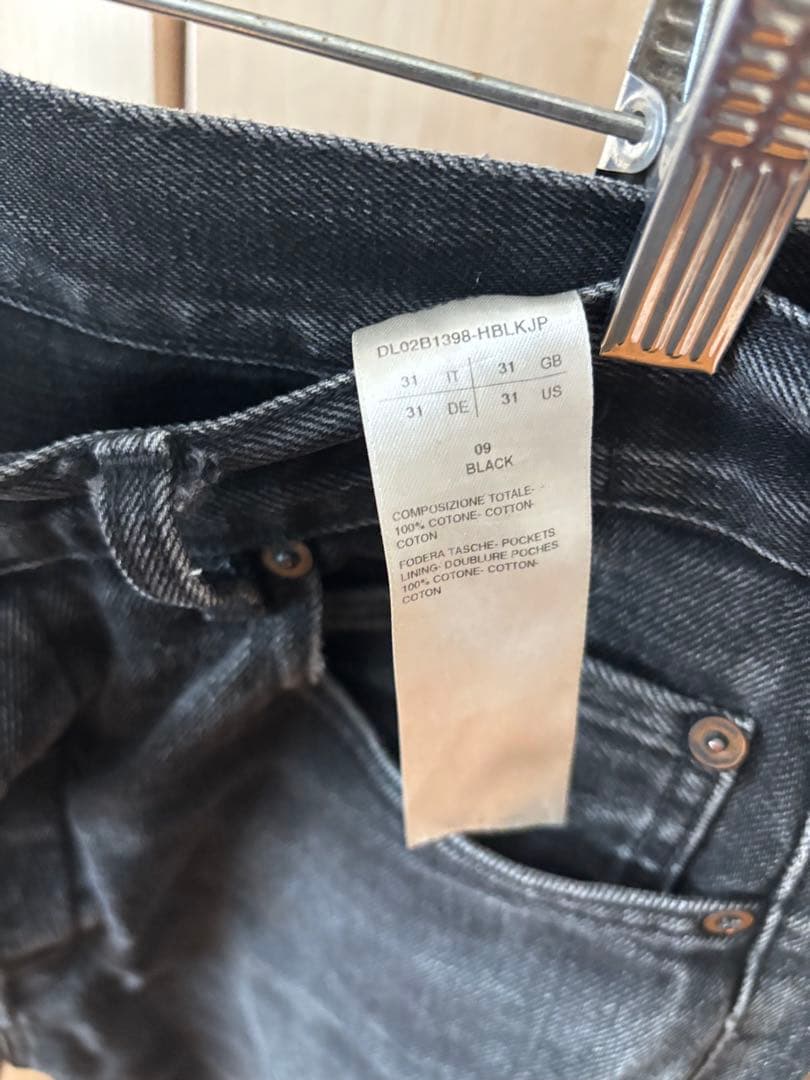 DL02B1398-HBLKJP
31 IT 31 GB
31 DE 31 US
09
BLACK
COMPOSIZIONE TOTALE-
100% COTONE- COTTON-
COTON
FODERA TASCHE- POCKETS
LINING- DOUBLURE POCHES
100% COTONE- COTTON-
COTON